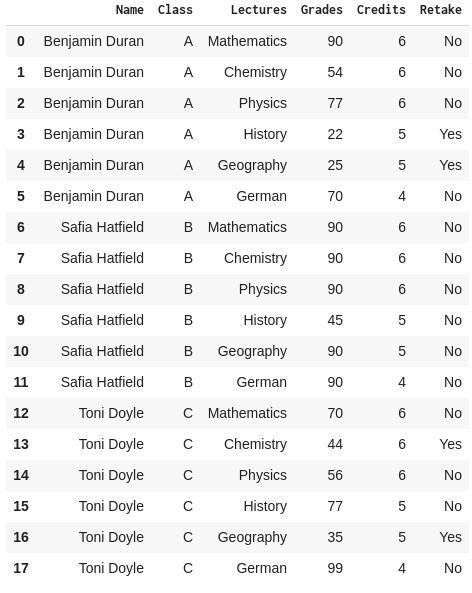 Name Class Lectures Grades Credits Retake
0 Benjamin Duran A Mathematics 90 6 No
1 Benjamin Duran A Chemistry 54 6 No
2 Benjamin Duran A Physics 77 6 No
3 Benjamin Duran A History 22 5 Yes
4 Benjamin Duran A Geography 25 5 Yes
5 Benjamin Duran A German 70 4 No
6 Safia Hatfield B Mathematics 90 6 No
7 Safia Hatfield B Chemistry 90 6 No
8 Safia Hatfield B Physics 90 6 No
9 Safia Hatfield B History 45 5 No
10 Safia Hatfield B Geography 90 5 No
11 Safia Hatfield B German 90 4 No
12 Toni Doyle C Mathematics 70 6 No
13 Toni Doyle C Chemistry 44 6 Yes
14 Toni Doyle C Physics 56 6 No
15 Toni Doyle C History 77 5 No
16 Toni Doyle C Geography 35 5 Yes
17 Toni Doyle C German 99 4 No